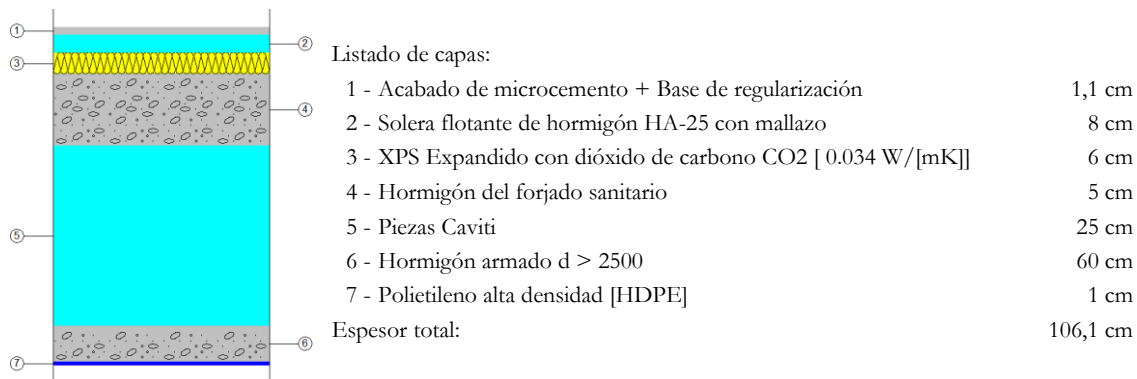 1
2
3
4
5
6
7
Listado de capas:
1 - Acabado de microcemento + Base de regularización 1,1 cm
2 - Solera flotante de hormigón HA-25 con mallazo 8 cm
3 - XPS Expandido con dióxido de carbono CO2 [ 0.034 W/[mK]] 6 cm
4 - Hormigón del forjado sanitario 5 cm
5 - Piezas Caviti 25 cm
6 - Hormigón armado d > 2500 60 cm
7 - Polietileno alta densidad [HDPE] 1 cm
Espesor total: 106,1 cm